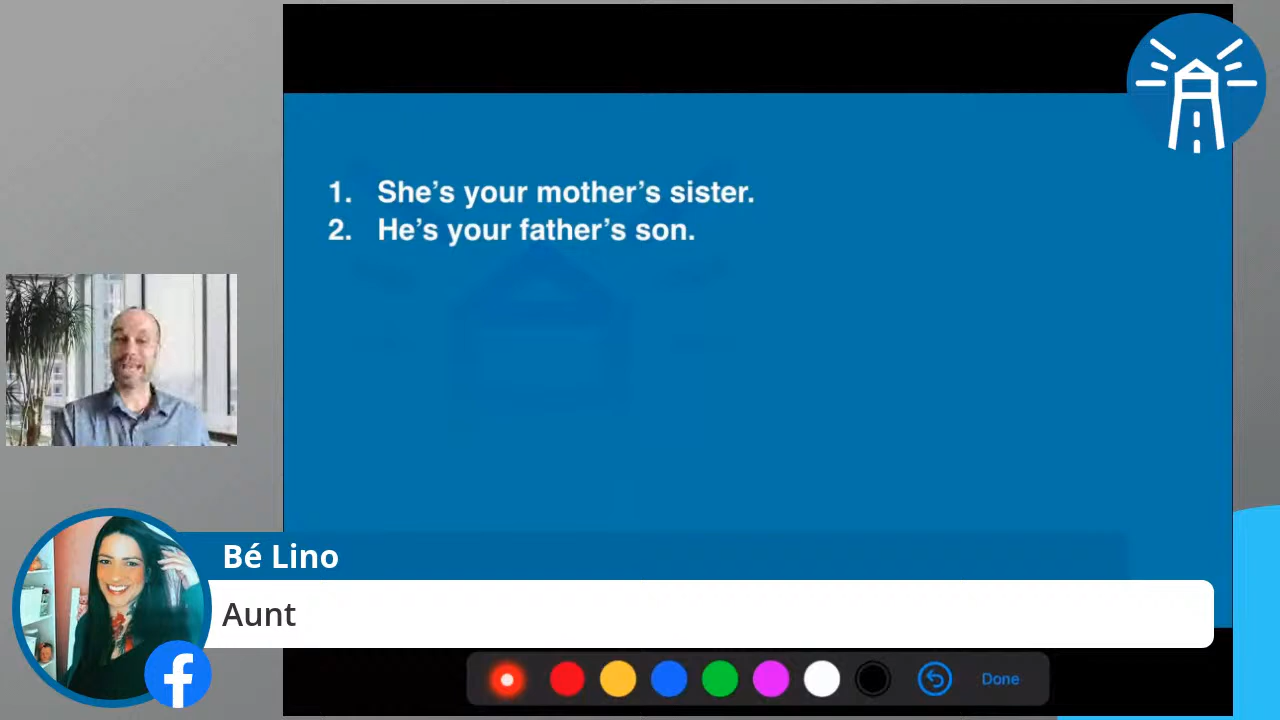 1. She's your mother's sister.
2. He's your father's son.
Bé Lino
Aunt
Done